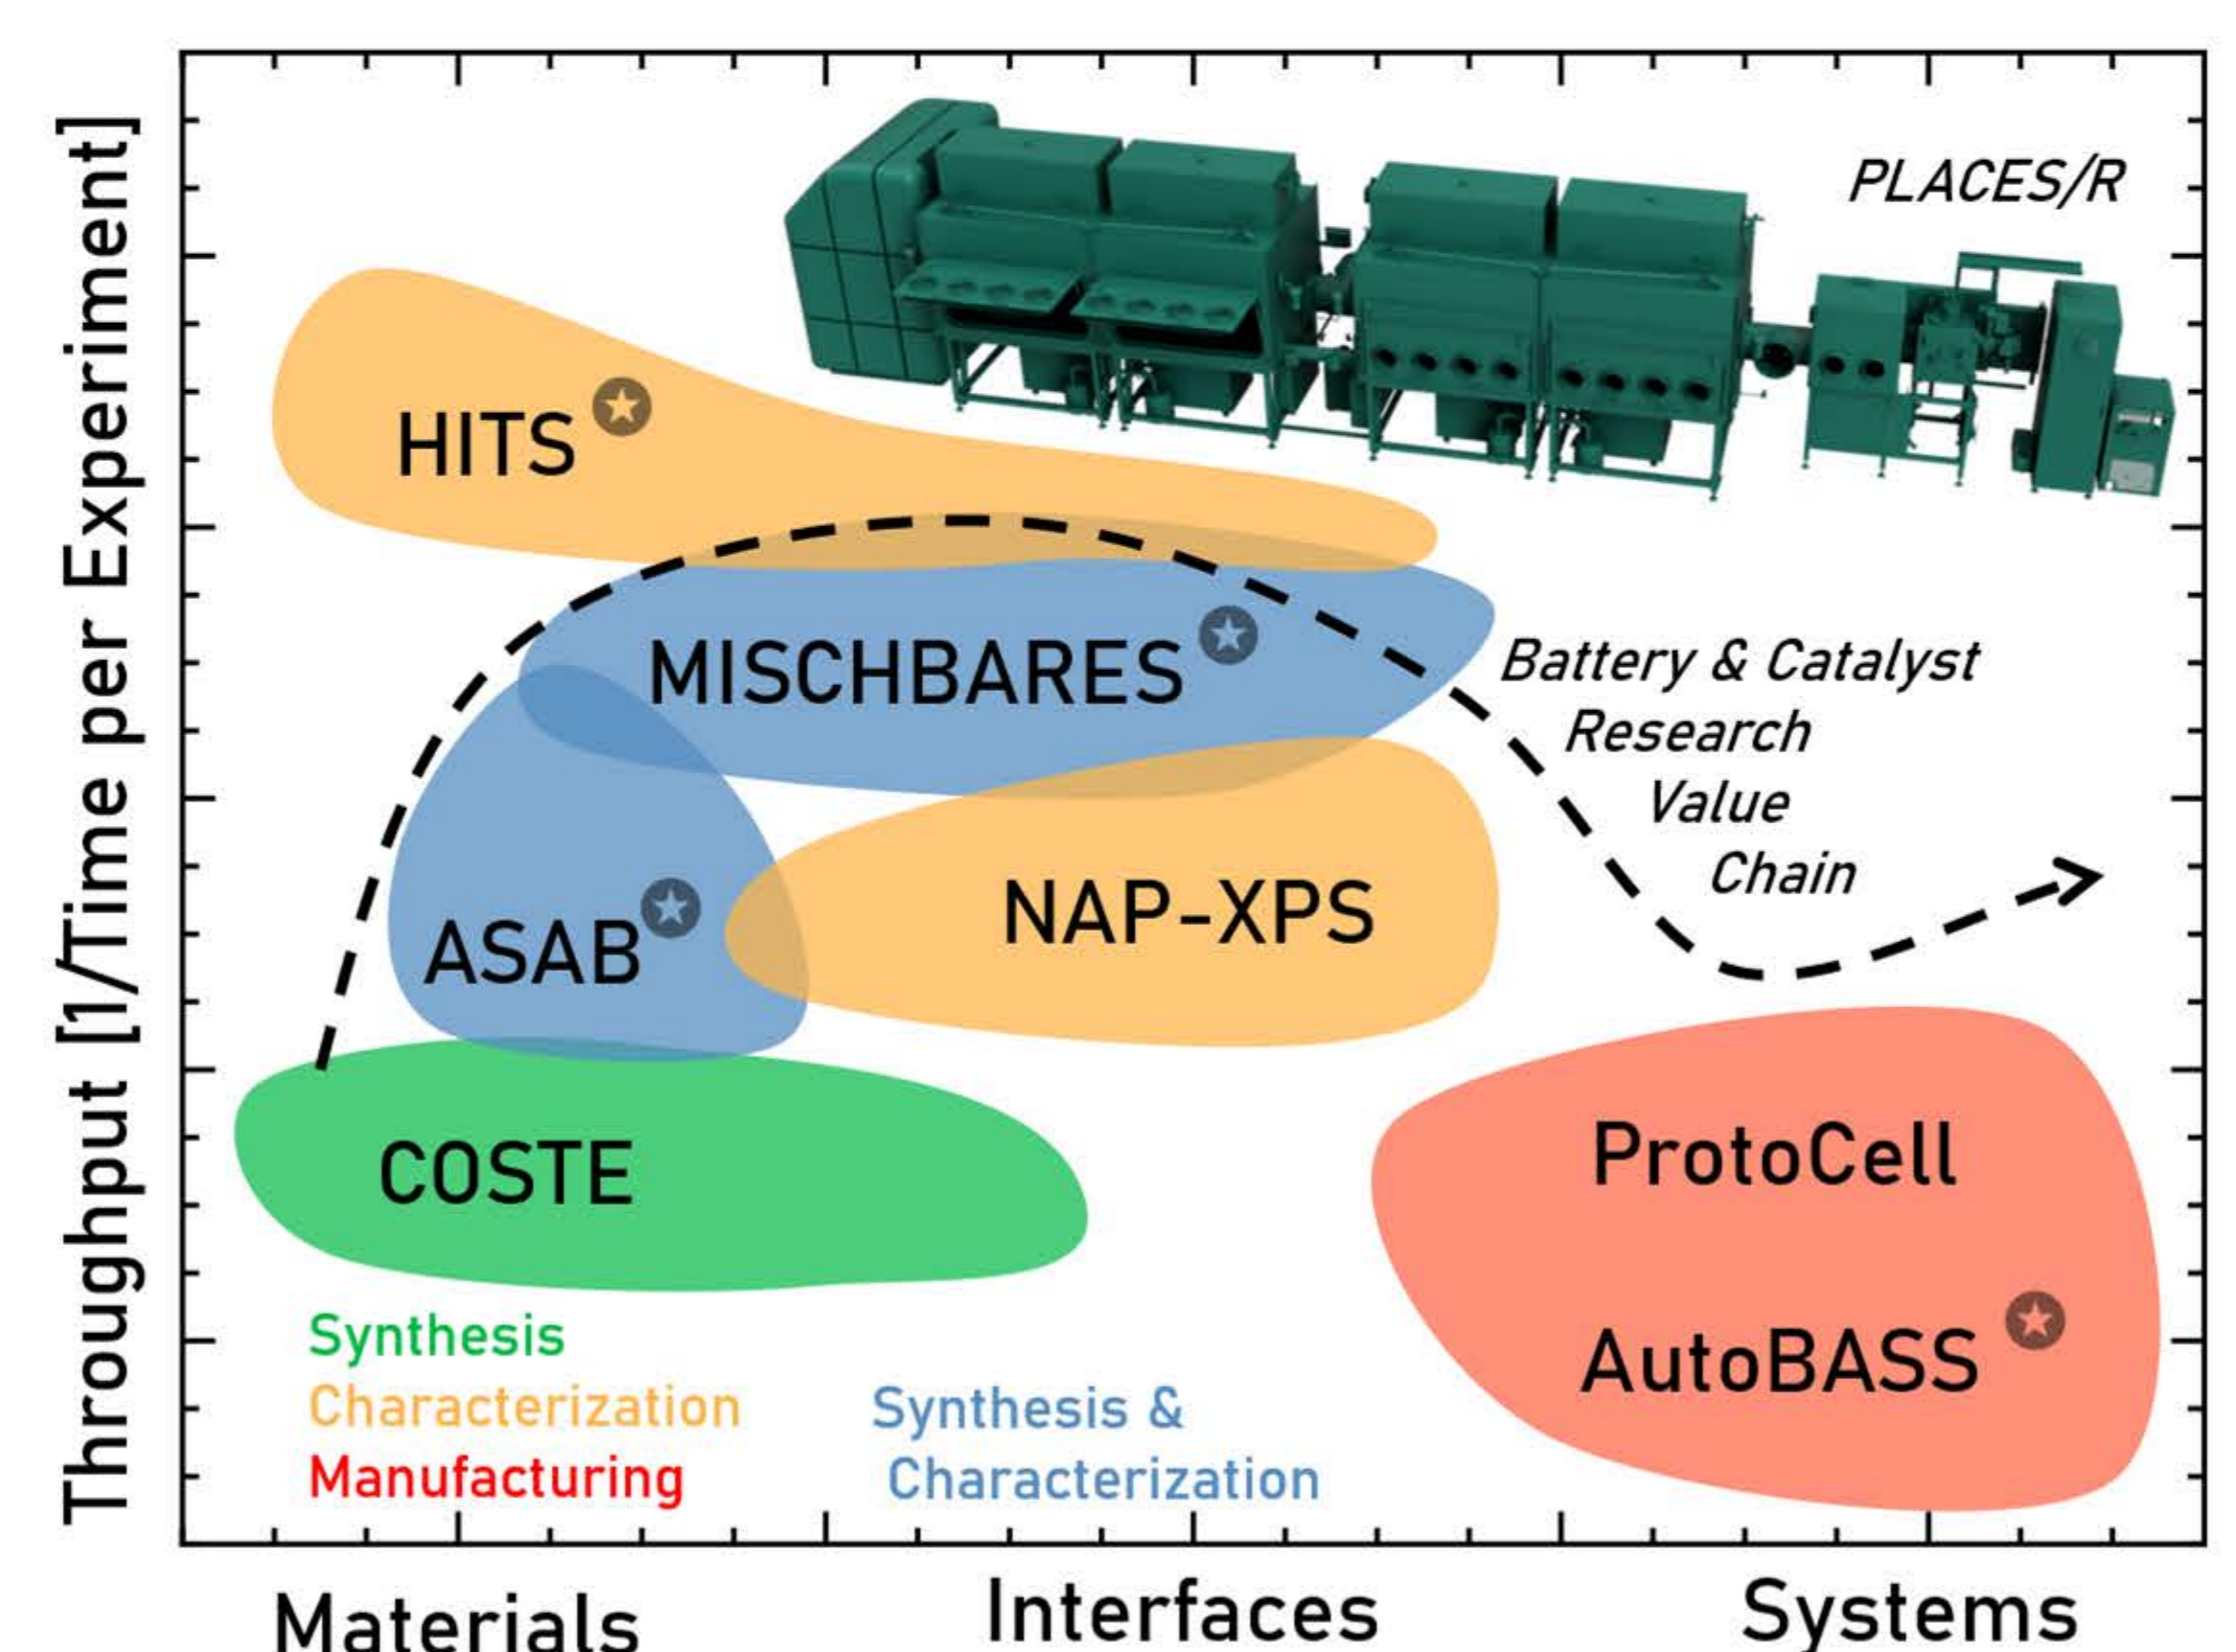 Throughput [1/Time per Experiment]
PLACES/R
HITS
MISCHBARES
Battery & Catalyst
Research
Value
Chain
ASAB
NAP-XPS
COSTE
ProtoCell
AutoBASS
Synthesis
Characterization
Manufacturing
Synthesis &
Characterization
Materials
Interfaces
Systems